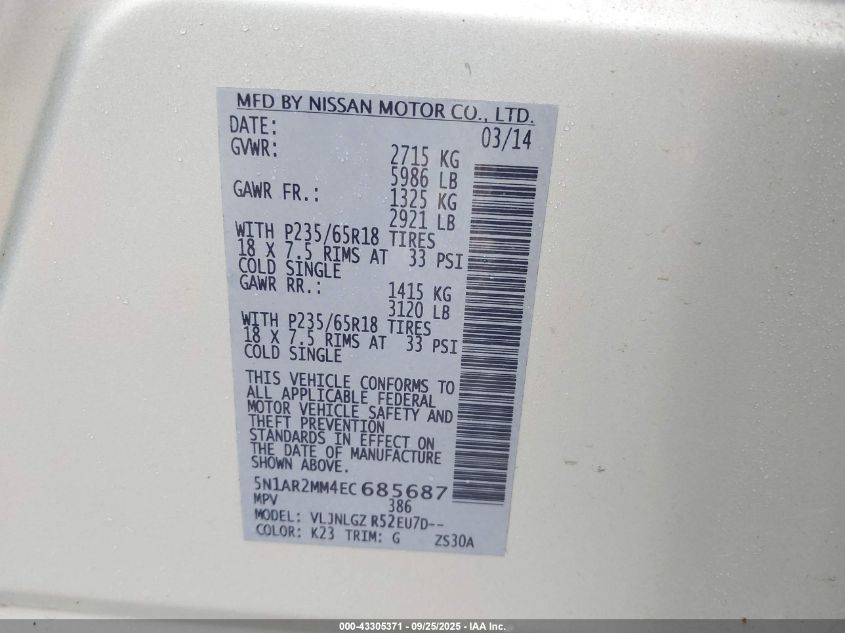 MFD BY NISSAN MOTOR CO., LTD.
DATE: 03/14
GVWR: 2715 KG
5986 LB
GAWR FR.: 1325 KG
2921 LB
WITH P235/65R18 TIRES
18 X 7.5 RIMS AT 33 PSI
COLD SINGLE
GAWR RR.: 1415 KG
3120 LB
WITH P235/65R18 TIRES
18 X 7.5 RIMS AT 33 PSI
COLD SINGLE
THIS VEHICLE CONFORMS TO
ALL APPLICABLE FEDERAL
MOTOR VEHICLE SAFETY AND
THEFT PREVENTION
STANDARDS IN EFFECT ON
THE DATE OF MANUFACTURE
SHOWN ABOVE.
5N1AR2MM4EC685687
MPV 386
MODEL: VLJNLGZ R52EU7D--
COLOR: K23 TRIM: G ZS30A
000-43305371 - 09/25/2025 - IAA Inc.